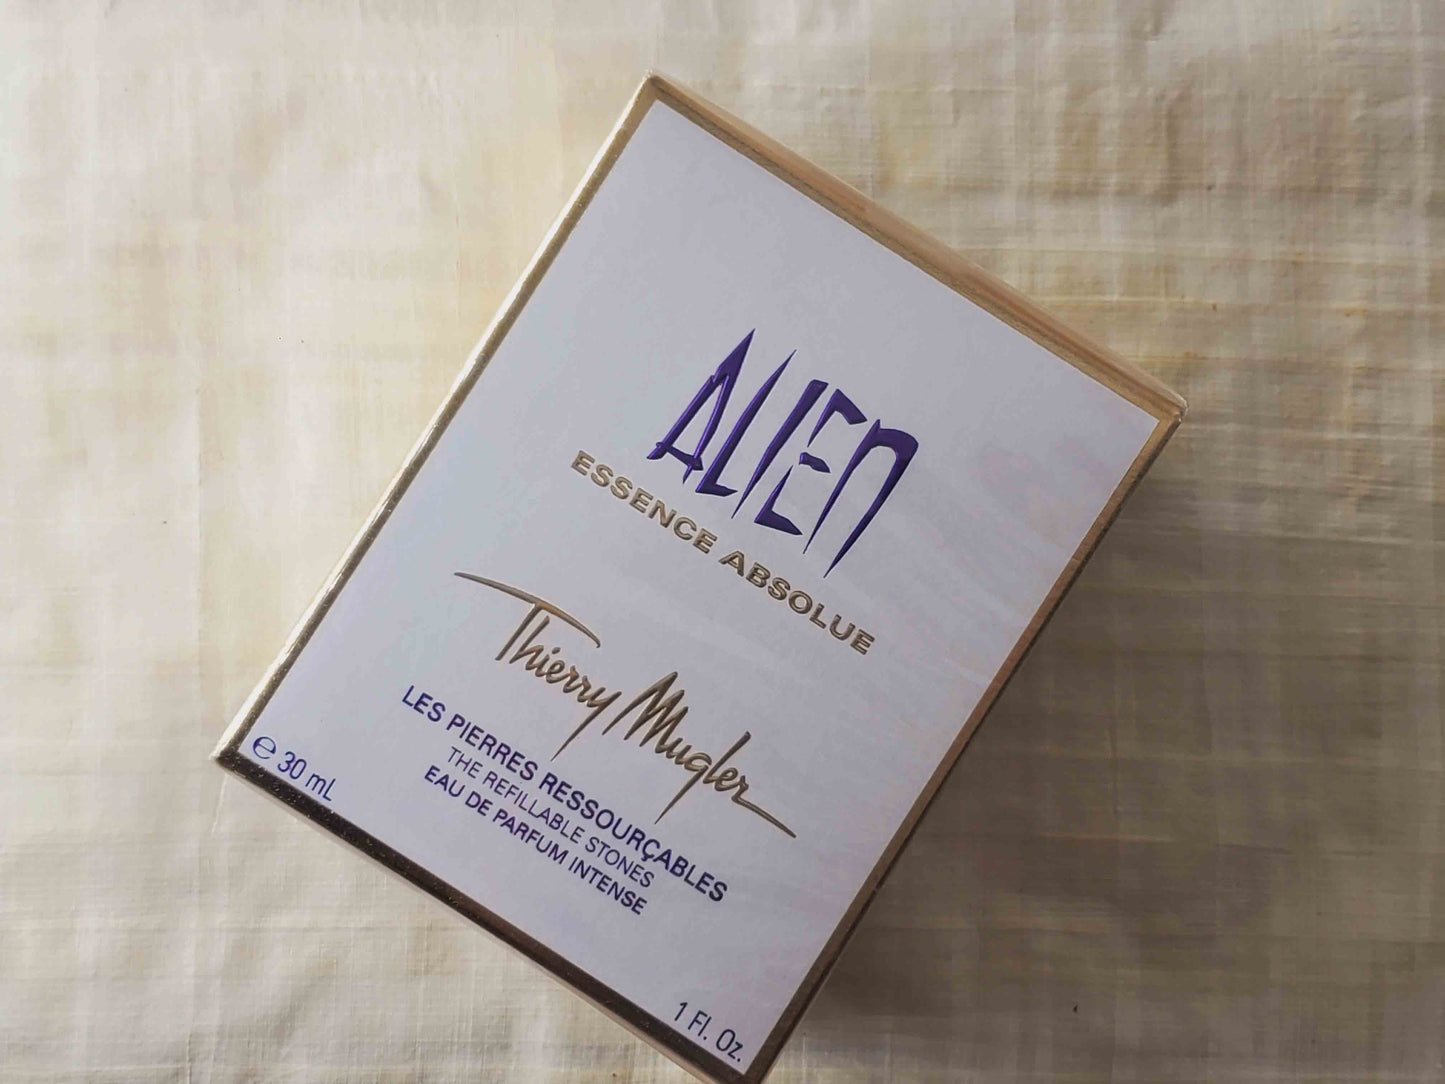 ALIEN
ESSENCE ABSOLUE
Thierry Mugler
LES PIERRES RESSOURÇABLES
THE REFILLABLE STONES
EAU DE PARFUM INTENSE
℮ 30 mL
1 Fl. Oz.